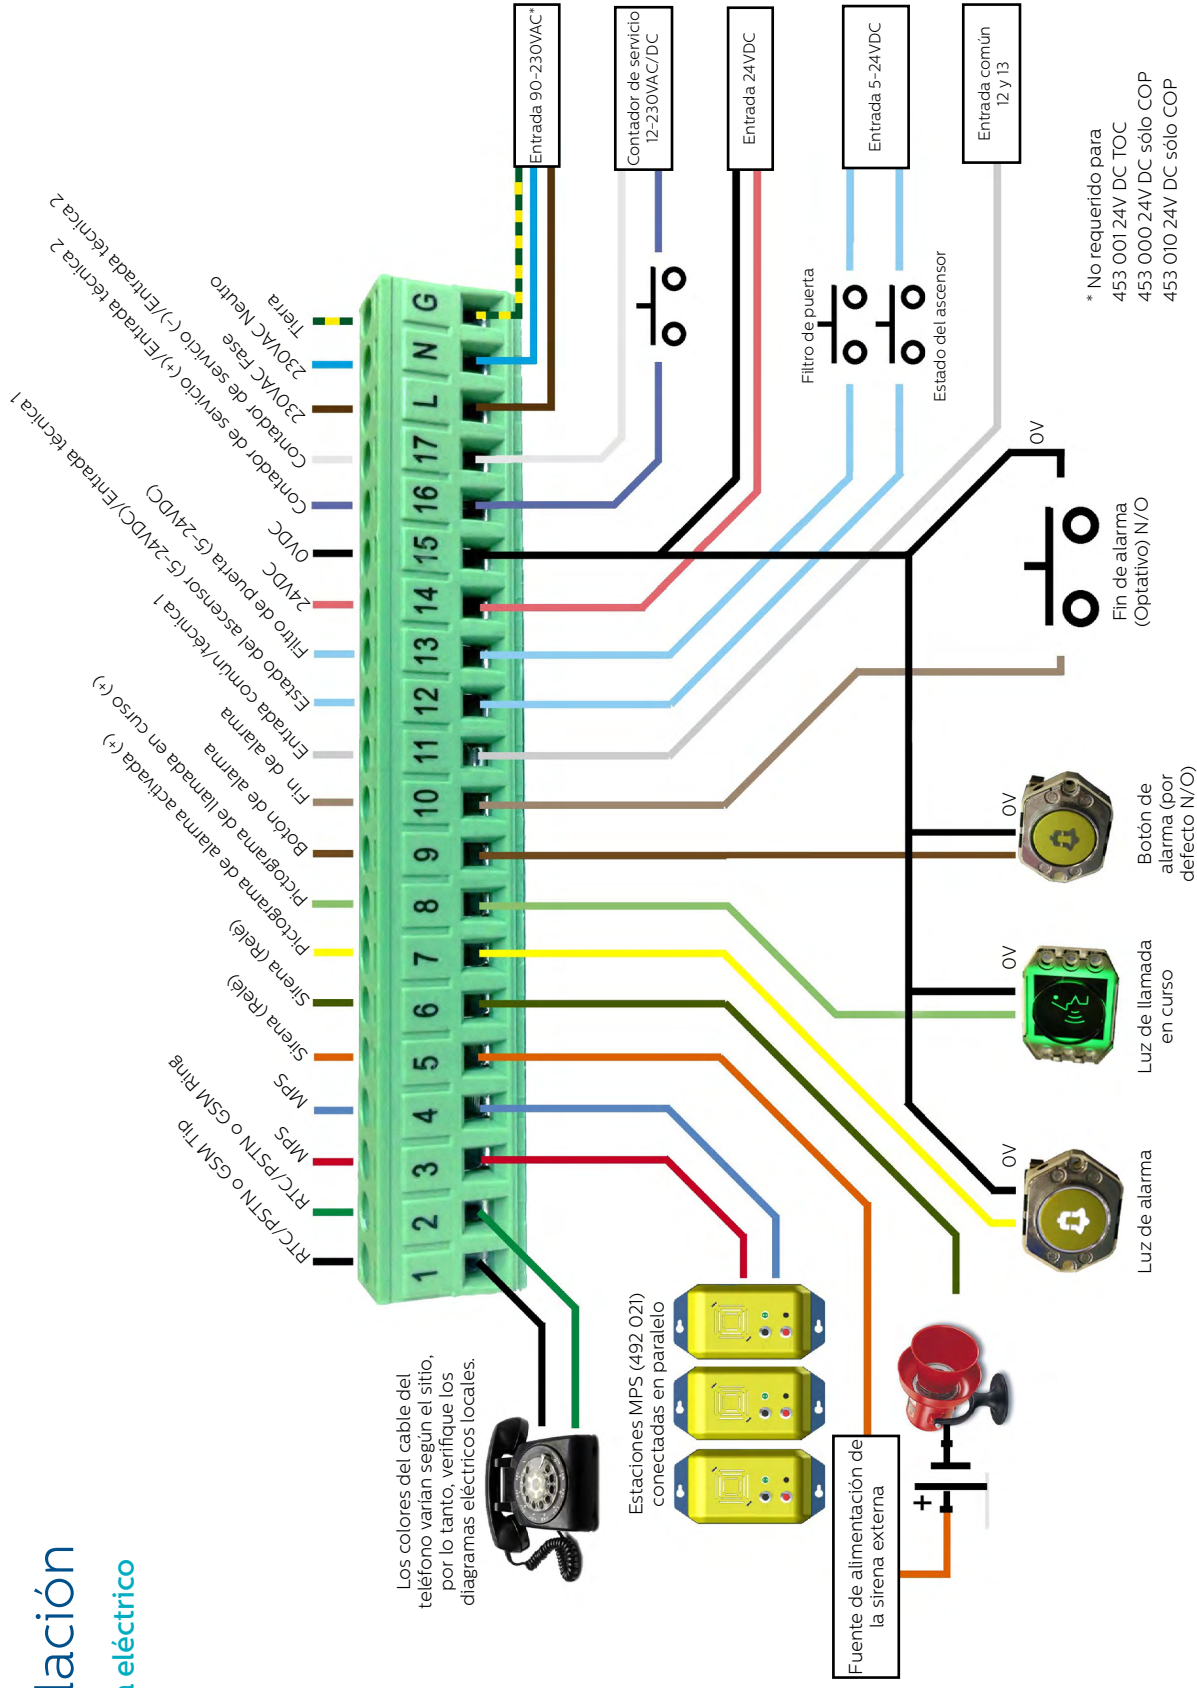 lación
a eléctrico
RTC/PSTN o GSM Tip
RTC/PSTN o GSM Ring
MPS
MPS
Sirena (Relé)
Sirena (Relé)
Pictograma de alarma activada (+)
Pictograma de llamada en curso (+)
Botón de alarma
Fin de alarma
Entrada común/técnica 1
Estado del ascensor (5-24VDC)/Entrada técnica 1
Filtro de puerta (5-24VDC)
24VDC
0VDC
Contador de servicio (+)/Entrada técnica 2
Contador de servicio (-)/Entrada técnica 2
230VAC Fase
230VAC Neutro
Tierra
1 2 3 4 5 6 7 8 9 10 11 12 13 14 15 16 17 L N G
Los colores del cable del
teléfono varían según el sitio,
por lo tanto, verifique los
diagramas eléctricos locales.
Estaciones MPS (492 021)
conectadas en paralelo
Fuente de alimentación de
la sirena externa
+
Entrada 90-230VAC*
Contador de servicio
12-230VAC/DC
Entrada 24VDC
Entrada 5-24VDC
Entrada común
12 y 13
Filtro de puerta
Estado del ascensor
0V
Fin de alarma
(Optativo) N/O
0V
Botón de
alarma (por
defecto N/O)
0V
Luz de llamada
en curso
0V
Luz de alarma
* No requerido para
453 001 24V DC TOC
453 000 24V DC sólo COP
453 010 24V DC sólo COP